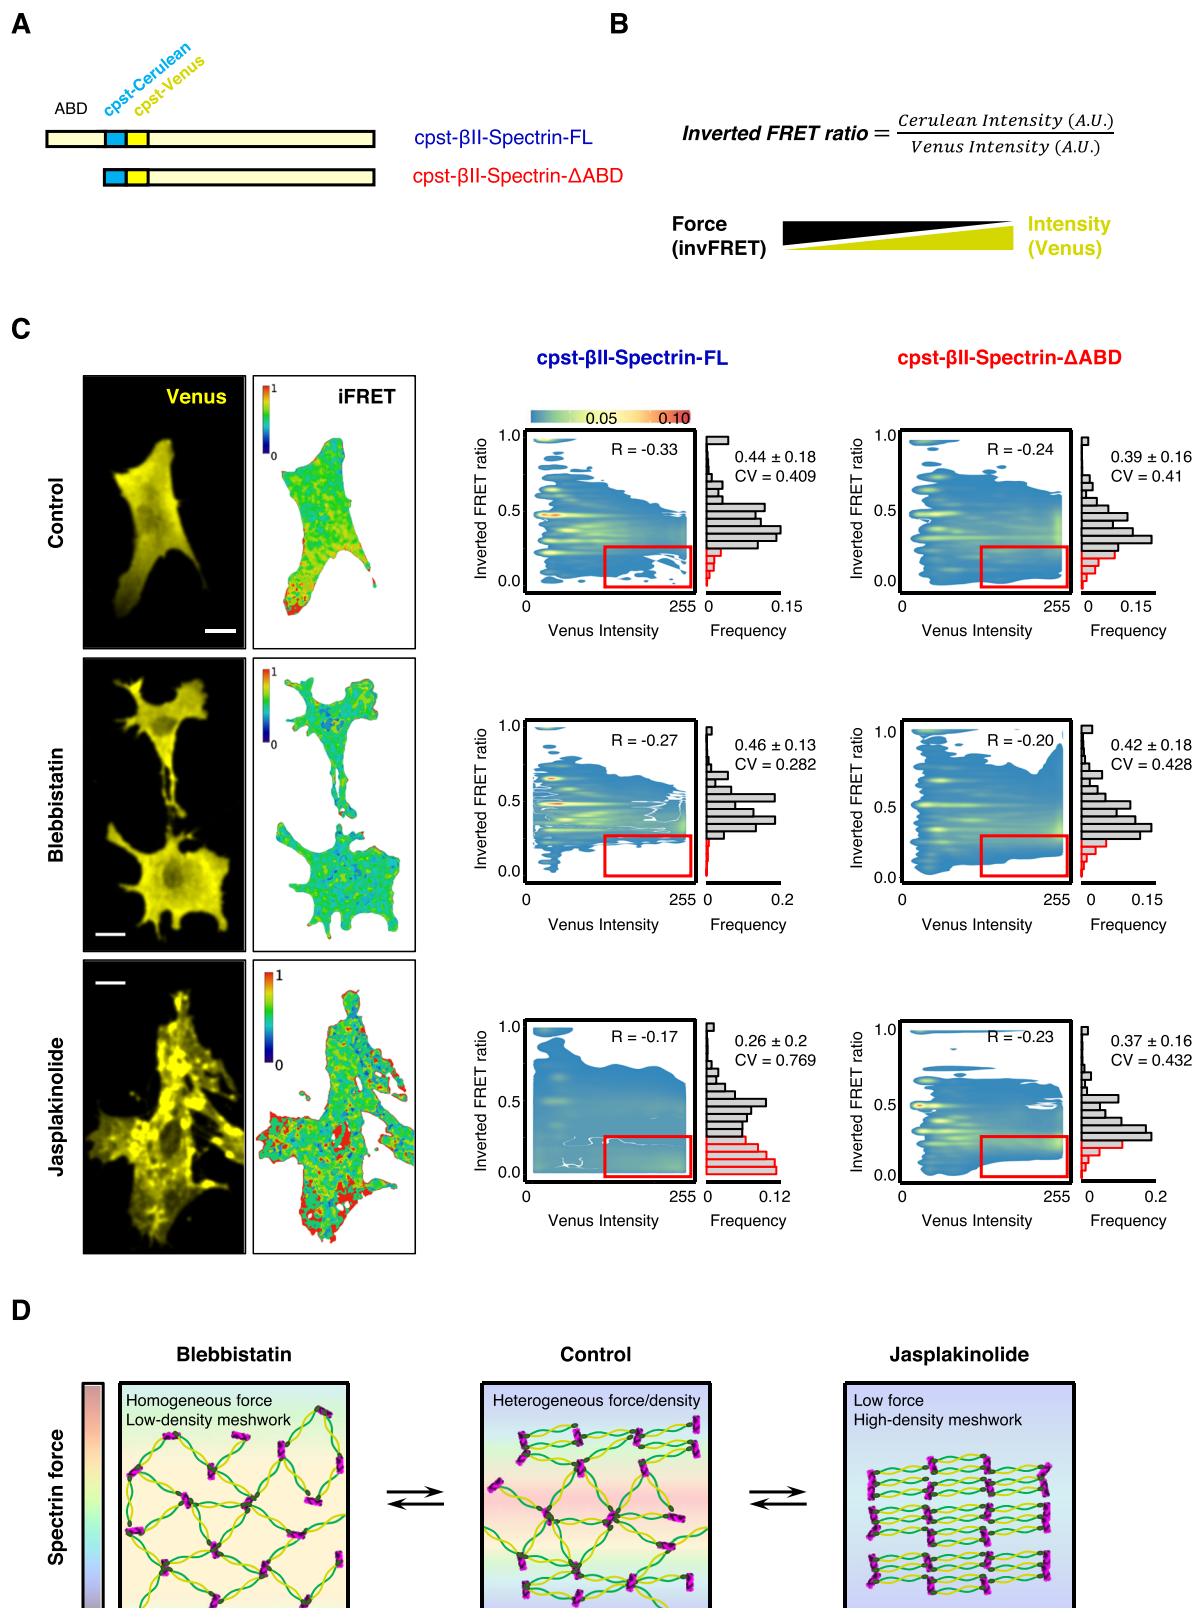 A
B
ABD
cpst-Cerulean
cpst-Venus
cpst-βII-Spectrin-FL
cpst-βII-Spectrin-ΔABD
Inverted FRET ratio = Cerulean Intensity (A.U.)
Venus Intensity (A.U.)
Force
(invFRET)
Intensity
(Venus)
C
cpst-βII-Spectrin-FL
cpst-βII-Spectrin-ΔABD
Control
Venus
iFRET
1
0
0.05 0.10
Inverted FRET ratio
1.0
0.5
0.0
R = -0.33
0.44 ± 0.18
CV = 0.409
0 255
Venus Intensity
0 0.15
Frequency
Inverted FRET ratio
1.0
0.5
0.0
R = -0.24
0.39 ± 0.16
CV = 0.41
0 255
Venus Intensity
0 0.15
Frequency
Blebbistatin
1
0
Inverted FRET ratio
1.0
0.5
0.0
R = -0.27
0.46 ± 0.13
CV = 0.282
0 255
Venus Intensity
0 0.2
Frequency
Inverted FRET ratio
1.0
0.5
0.0
R = -0.20
0.42 ± 0.18
CV = 0.428
0 255
Venus Intensity
0 0.15
Frequency
Jasplakinolide
1
0
Inverted FRET ratio
1.0
0.5
0.0
R = -0.17
0.26 ± 0.2
CV = 0.769
0 255
Venus Intensity
0 0.12
Frequency
Inverted FRET ratio
1.0
0.5
0.0
R = -0.23
0.37 ± 0.16
CV = 0.432
0 255
Venus Intensity
0 0.2
Frequency
D
Spectrin force
Blebbistatin
Homogeneous force
Low-density meshwork
Control
Heterogeneous force/density
Jasplakinolide
Low force
High-density meshwork